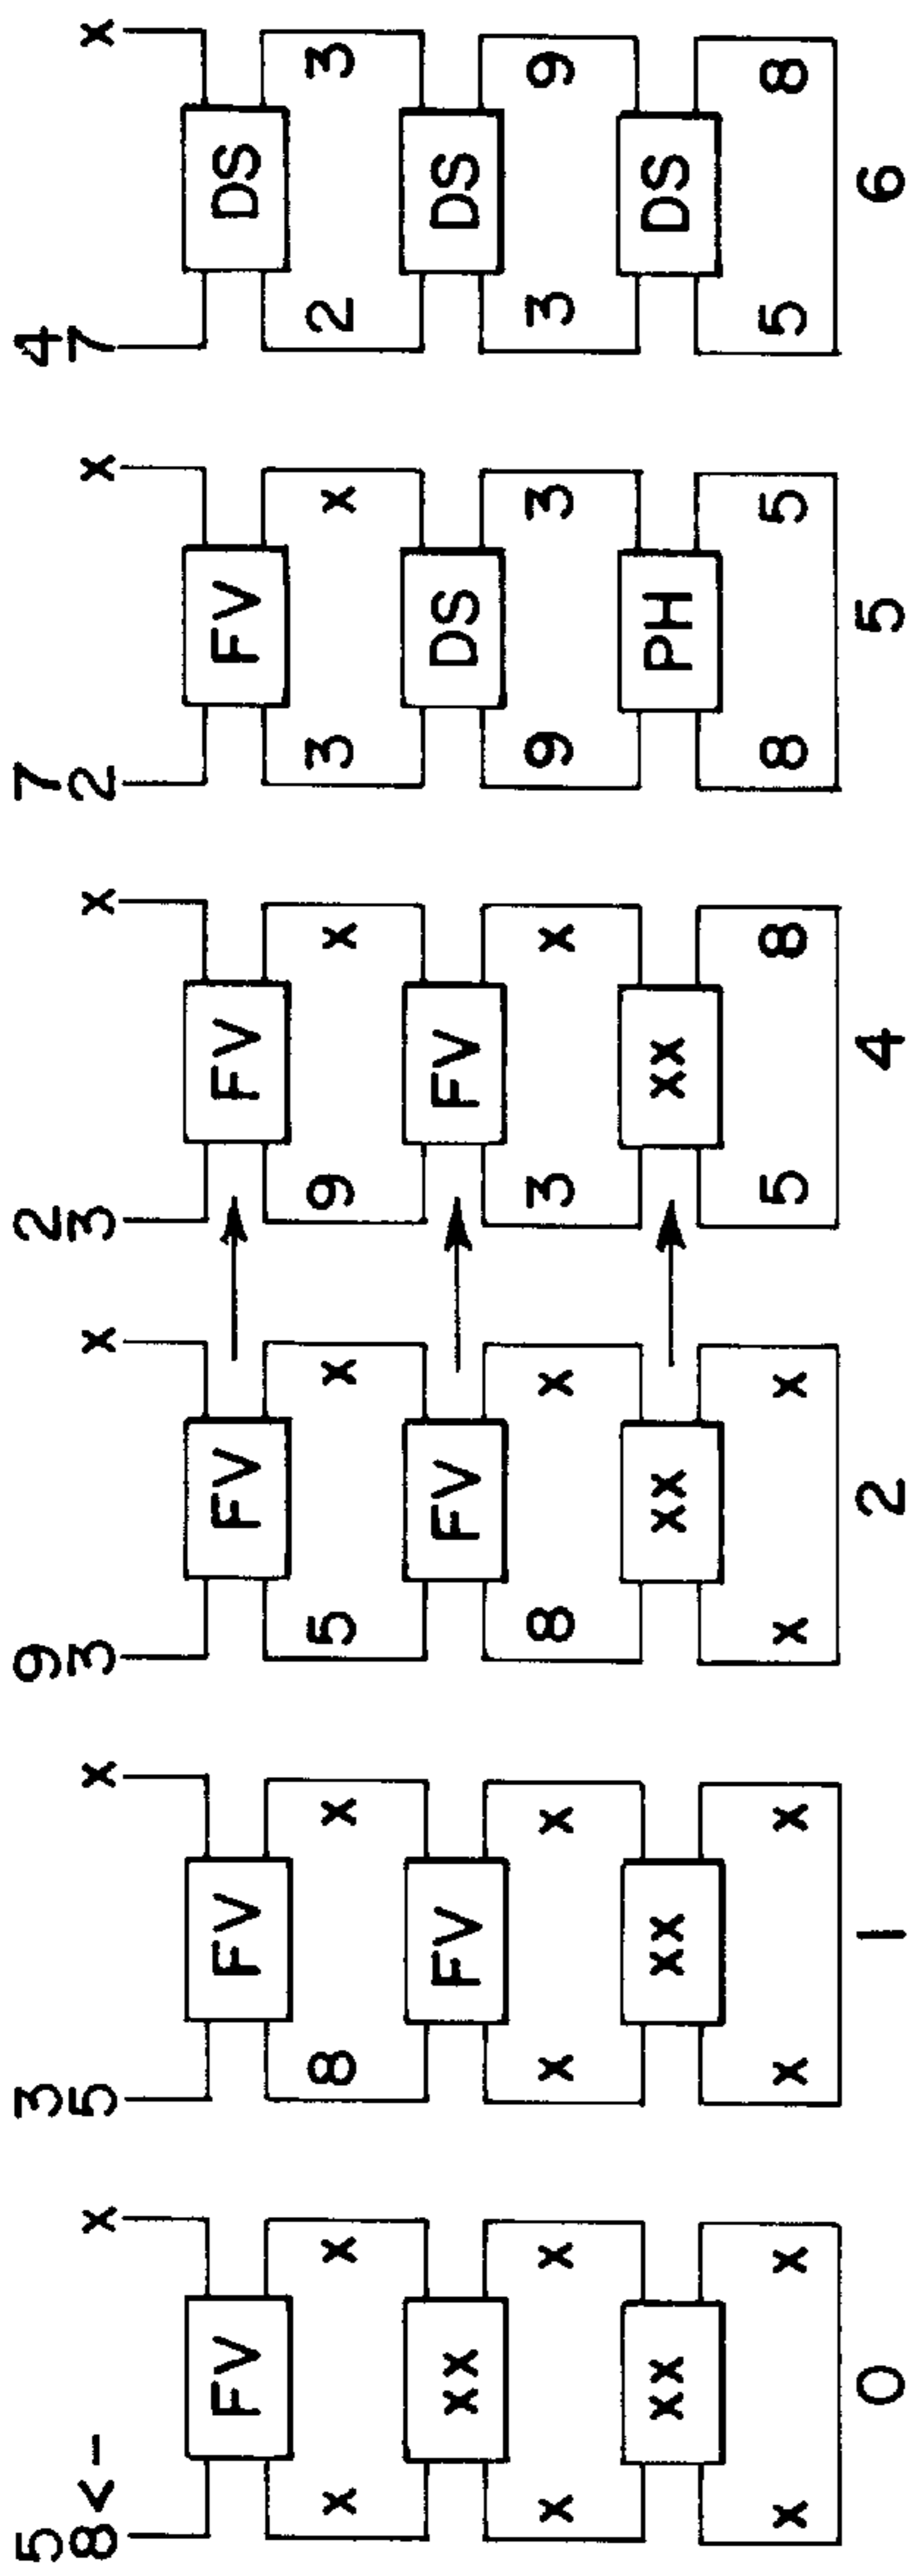 5 3 9 2 7 4
8<- x 5 x 3 x 3 x 2 x 7 x
FV FV FV FV FV DS
x x 8 x 5 x 9 x 3 x 2 3
xx FV FV FV DS DS
x x x x 8 x 3 x 9 3 3 9
xx xx xx xx PH DS
x x x x x x 5 8 8 5 5 8
0 1 2 4 5 6